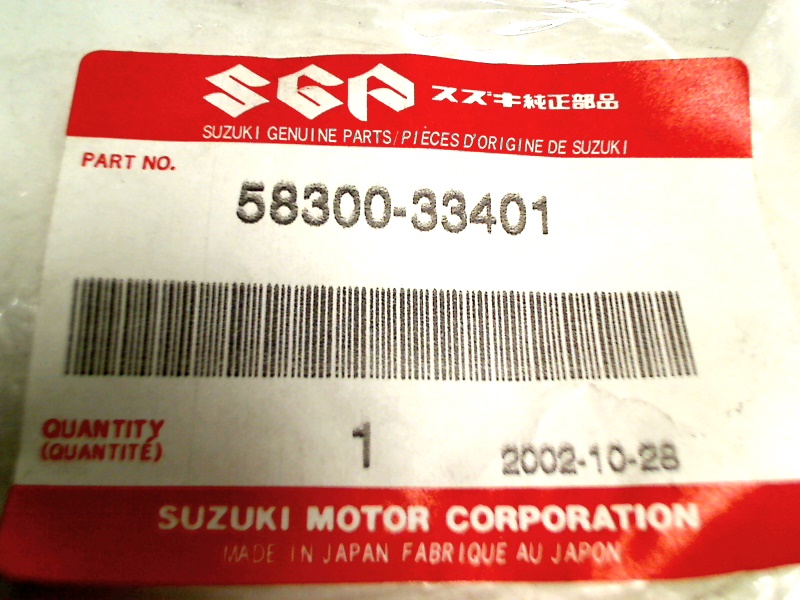 SGP スズキ純正部品
SUZUKI GENUINE PARTS/PIÈCES D'ORIGINE DE SUZUKI
PART NO.
58300-33401
QUANTITY 1 2002-10-28
(QUANTITÉ)
SUZUKI MOTOR CORPORATION
MADE IN JAPAN FABRIQUE AU JAPON